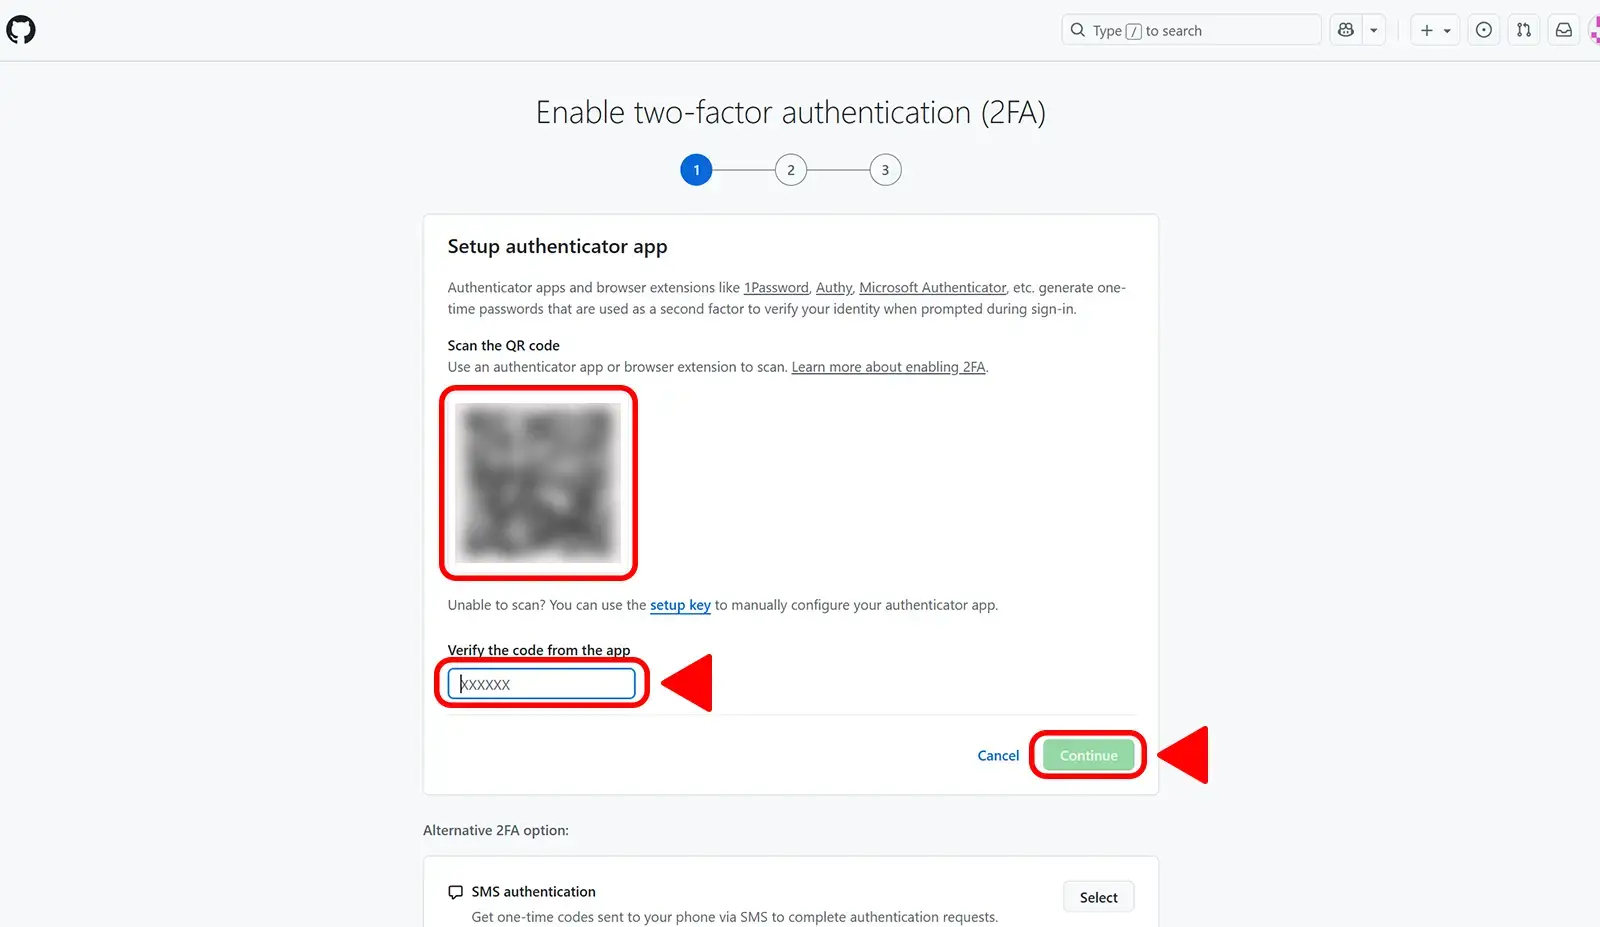 Type / to search
Enable two-factor authentication (2FA)
1 2 3
Setup authenticator app
Authenticator apps and browser extensions like 1Password, Authy, Microsoft Authenticator, etc. generate one-
time passwords that are used as a second factor to verify your identity when prompted during sign-in.
Scan the QR code
Use an authenticator app or browser extension to scan. Learn more about enabling 2FA.
Unable to scan? You can use the setup key to manually configure your authenticator app.
Verify the code from the app
XXXXXX
Cancel Continue
Alternative 2FA option:
SMS authentication
Select
Get one-time codes sent to your phone via SMS to complete authentication requests.